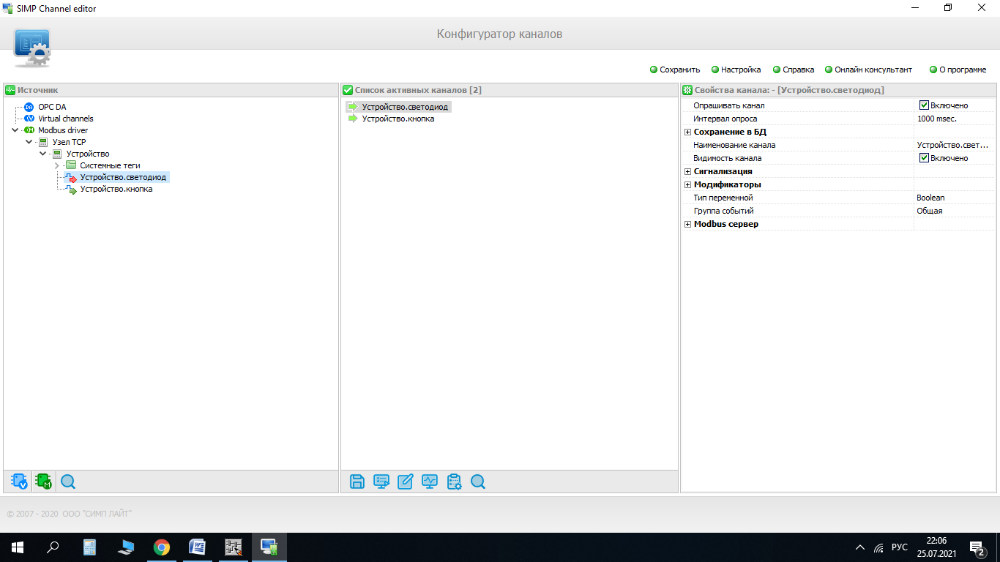 SIMP Channel editor
Конфигуратор каналов
Сохранить Настройка Справка Онлайн консультант О программе
Источник
OPC DA
Virtual channels
Modbus driver
Узел TCP
Устройство
Системные теги
Устройство.светодиод
Устройство.кнопка
Список активных каналов [2]
Устройство.светодиод
Устройство.кнопка
Свойства канала: - [Устройство.светодиод]
Опрашивать канал Включено
Интервал опроса 1000 msec.
Сохранение в БД
Наименование канала Устройство.свет...
Видимость канала Включено
Сигнализация
Модификаторы
Тип переменной Boolean
Группа событий Общая
Modbus сервер
© 2007 - 2020 ООО "СИМП ЛАЙТ"
РУС
22:06
25.07.2021
2